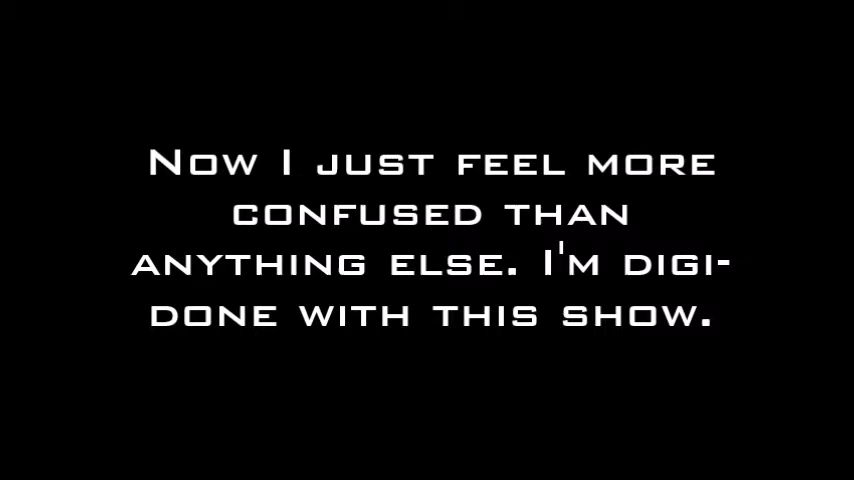 Now I just feel more
confused than
anything else. I'm digi-
done with this show.